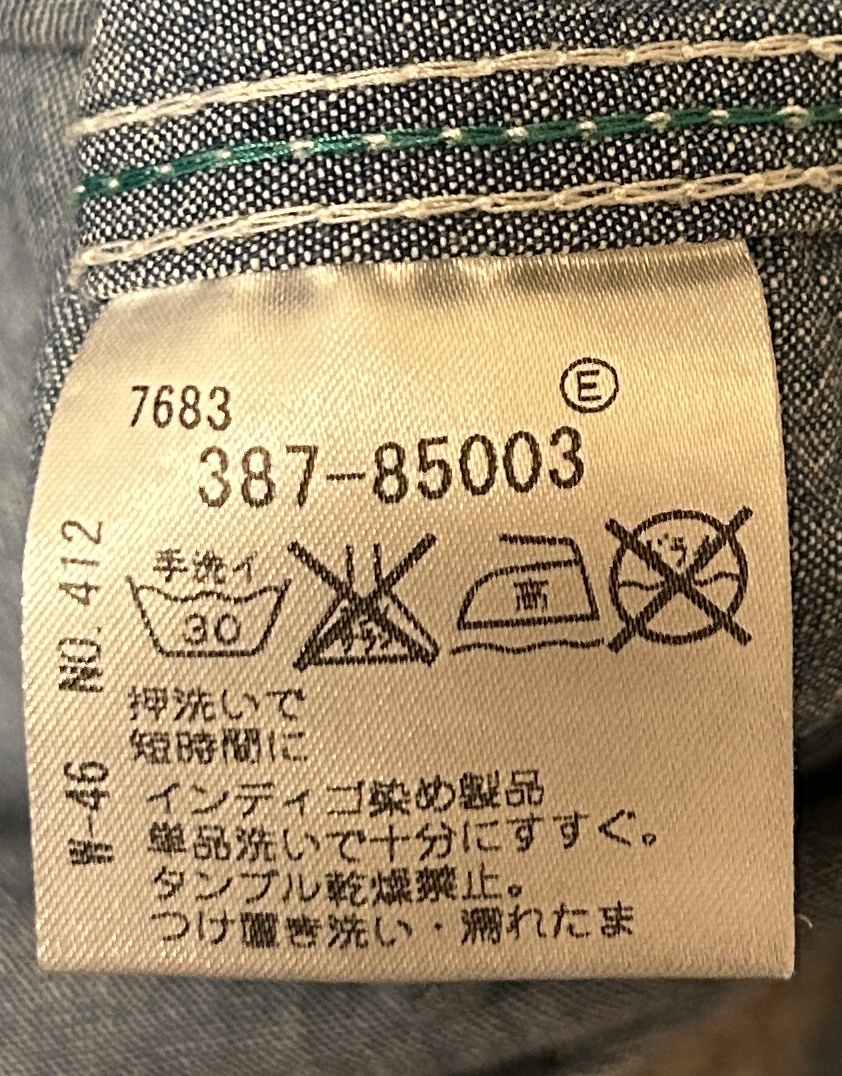 7683
Ⓔ
387-85003
手洗イ
30
高
押洗いで
短時間に
インディゴ染め製品
単品洗いで十分にすすぐ。
タンブル乾燥禁止。
つけ置き洗い・濡れたま
W-46 NO.412